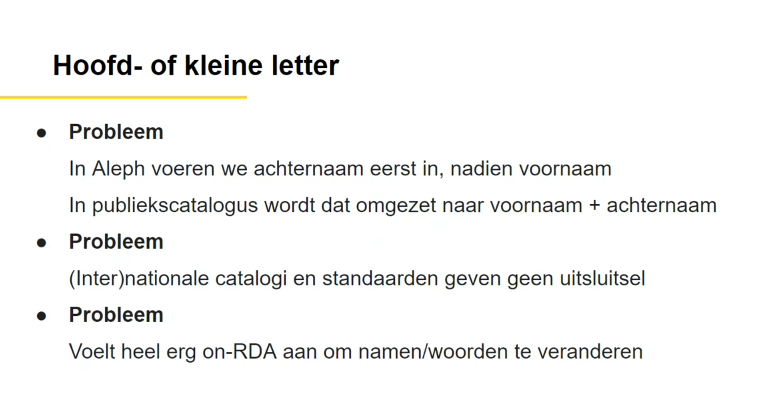 Hoofd- of kleine letter
● Probleem
In Aleph voeren we achternaam eerst in, nadien voornaam
In publiekscatalogus wordt dat omgezet naar voornaam + achternaam
● Probleem
(Inter)nationale catalogi en standaarden geven geen uitsluitsel
● Probleem
Voelt heel erg on-RDA aan om namen/woorden te veranderen